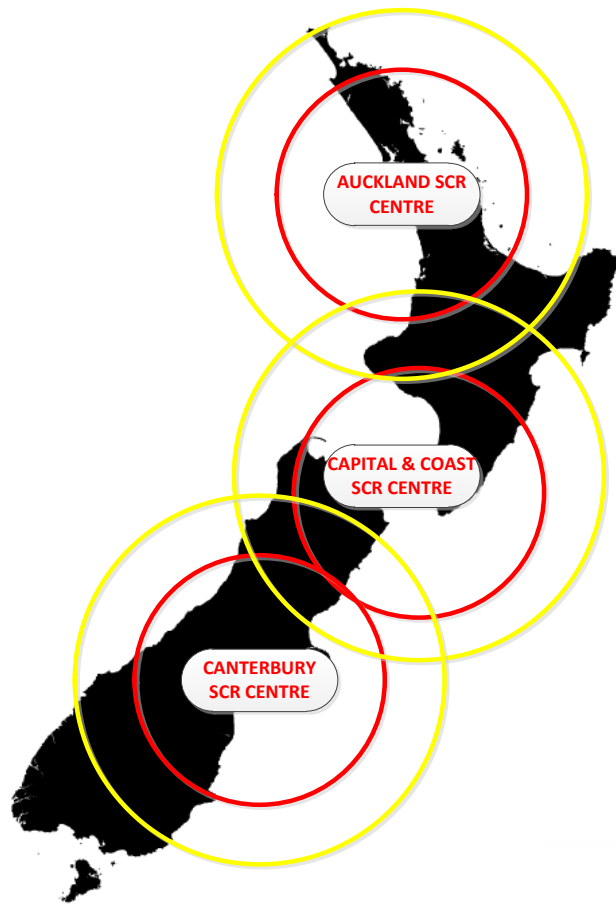 AUCKLAND SCR
CENTRE
CAPITAL & COAST
SCR CENTRE
CANTERBURY
SCR CENTRE